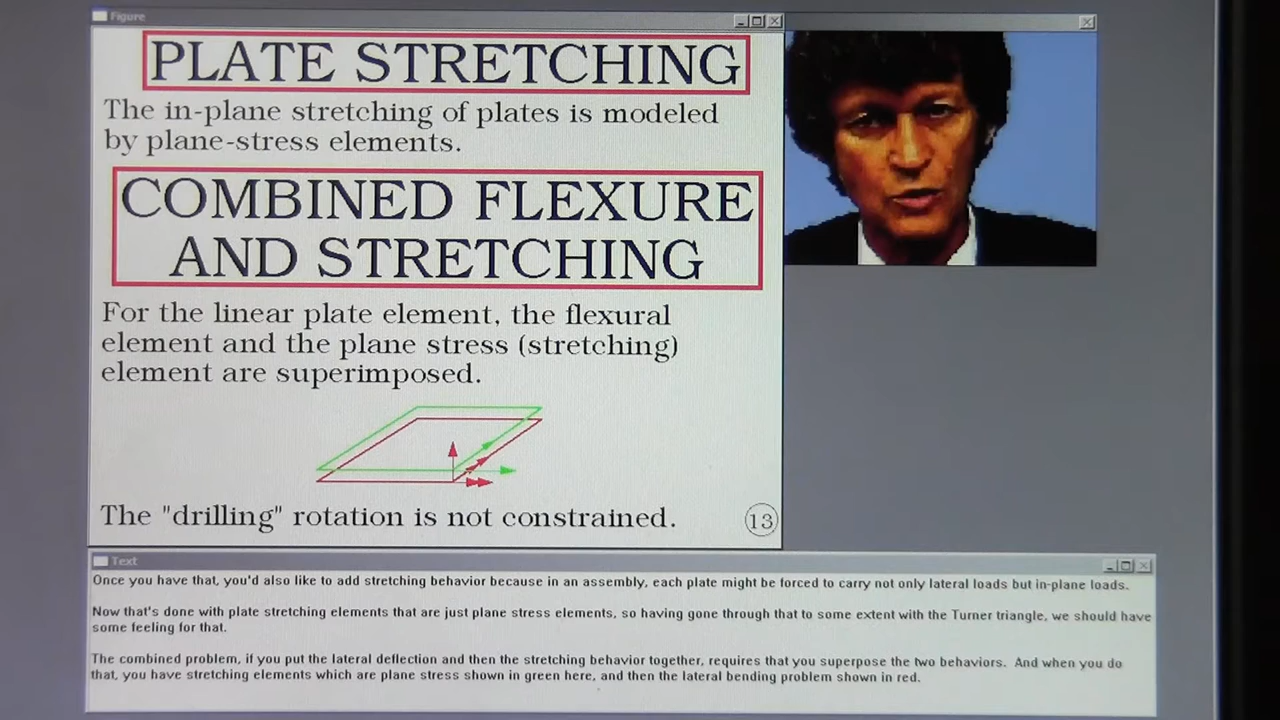 Figure
PLATE STRETCHING
The in-plane stretching of plates is modeled
by plane-stress elements.
COMBINED FLEXURE
AND STRETCHING
For the linear plate element, the flexural
element and the plane stress (stretching)
element are superimposed.
The "drilling" rotation is not constrained.
13
Text
Once you have that, you'd also like to add stretching behavior because in an assembly, each plate might be forced to carry not only lateral loads but in-plane loads.
Now that's done with plate stretching elements that are just plane stress elements, so having gone through that to some extent with the Turner triangle, we should have
some feeling for that.
The combined problem, if you put the lateral deflection and then the stretching behavior together, requires that you superpose the two behaviors. And when you do
that, you have stretching elements which are plane stress shown in green here, and then the lateral bending problem shown in red.